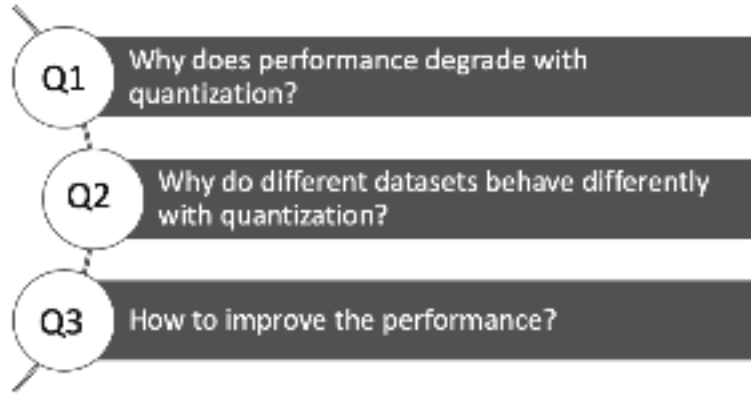 Q1
Why does performance degrade with
quantization?
Q2
Why do different datasets behave differently
with quantization?
Q3
How to improve the performance?